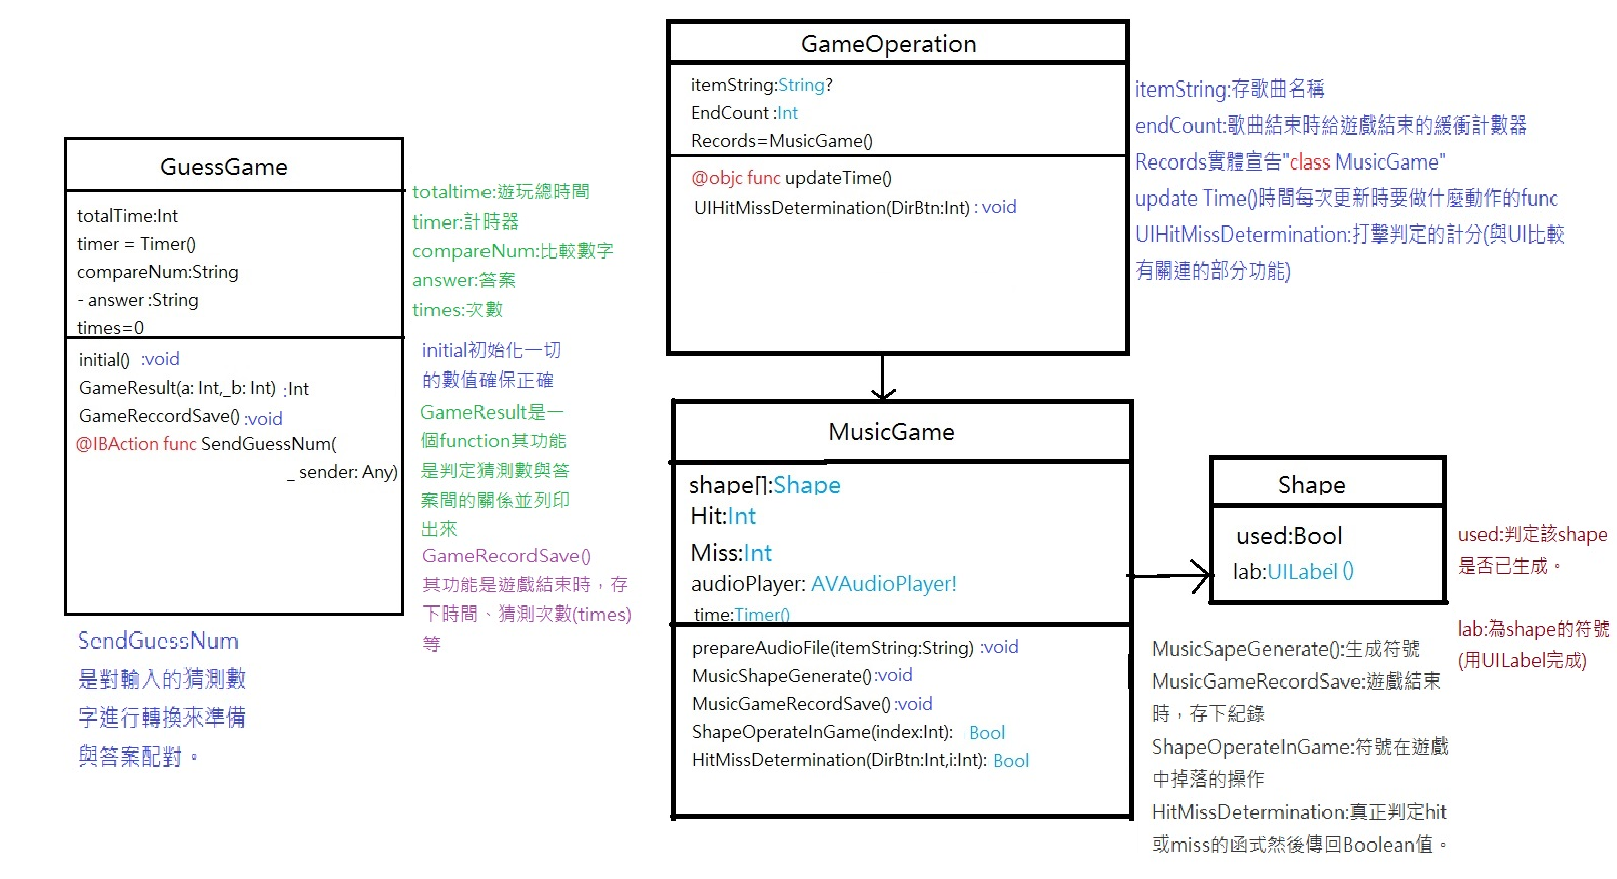 GuessGame
totalTime:Int
timer = Timer()
compareNum:String
- answer :String
times=0
initial() :void
GameResult(a: Int,_b: Int) :Int
GameReccordSave() :void
@IBAction func SendGuessNum(
_ sender: Any)
SendGuessNum
是對輸入的猜測數
字進行轉換來準備
與答案配對。
totaltime:遊玩總時間
timer:計時器
compareNum:比較數字
answer:答案
times:次數
initial初始化一切
的數值確保正確
GameResult是一
個function其功能
是判定猜測數與答
案間的關係並列印
出來
GameRecordSave()
其功能是遊戲結束時，存
下時間、猜測次數(times)
等
GameOperation
itemString:String?
EndCount :Int
Records=MusicGame()
@objc func updateTime()
UIHitMissDetermination(DirBtn:Int) : void
itemString:存歌曲名稱
endCount:歌曲結束時給遊戲結束的緩衝計數器
Records實體宣告"class MusicGame"
update Time()時間每次更新時要做什麼動作的func
UIHitMissDetermination:打擊判定的計分(與UI比較
有關連的部分功能)
MusicGame
shape[]:Shape
Hit:Int
Miss:Int
audioPlayer: AVAudioPlayer!
time:Timer()
prepareAudioFile(itemString:String) :void
MusicShapeGenerate():void
MusicGameRecordSave() :void
ShapeOperateInGame(index:Int): Bool
HitMissDetermination(DirBtn:Int,i:Int): Bool
Shape
used:Bool
lab:UILabel ()
used:判定該shape
是否已生成。
lab:為shape的符號
(用UILabel完成)
MusicSapeGenerate():生成符號
MusicGameRecordSave:遊戲結束
時，存下紀錄
ShapeOperateInGame:符號在遊戲
中掉落的操作
HitMissDetermination:真正判定hit
或miss的函式然後傳回Boolean值。